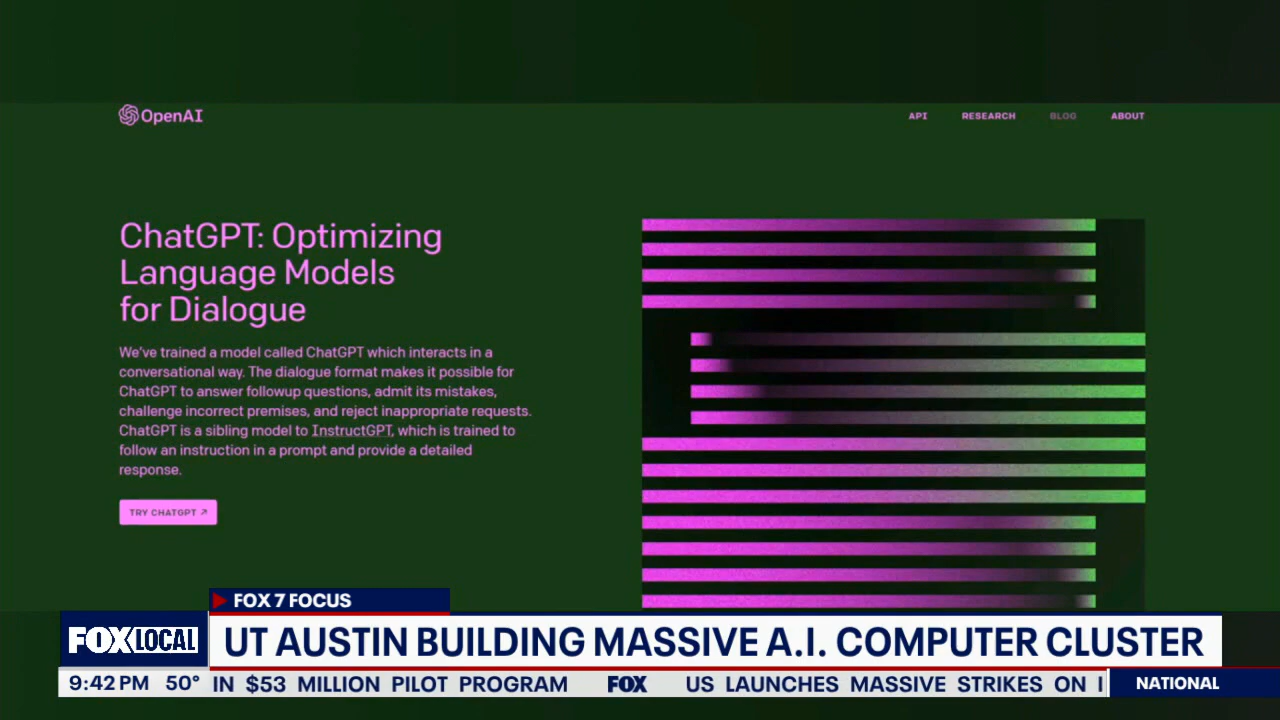 OpenAI
API RESEARCH BLOG ABOUT
ChatGPT: Optimizing
Language Models
for Dialogue
We've trained a model called ChatGPT which interacts in a
conversational way. The dialogue format makes it possible for
ChatGPT to answer followup questions, admit its mistakes,
challenge incorrect premises, and reject inappropriate requests.
ChatGPT is a sibling model to InstructGPT, which is trained to
follow an instruction in a prompt and provide a detailed
response.
TRY CHATGPT ↗
FOX 7 FOCUS
FOX LOCAL
UT AUSTIN BUILDING MASSIVE A.I. COMPUTER CLUSTER
9:42 PM 50° IN $53 MILLION PILOT PROGRAM FOX US LAUNCHES MASSIVE STRIKES ON I NATIONAL